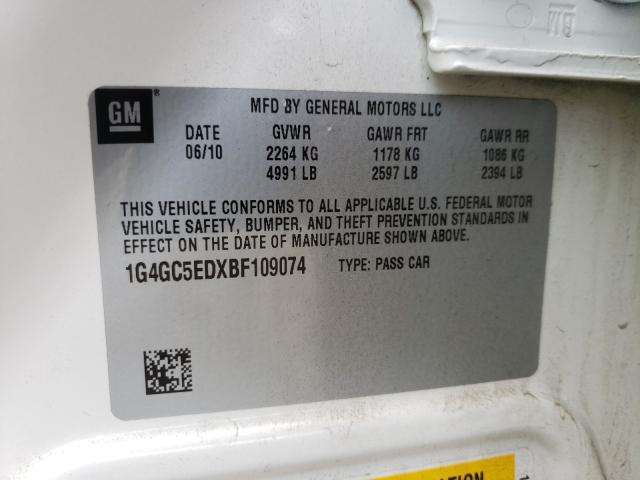 GM
®
MFD BY GENERAL MOTORS LLC
DATE GVWR GAWR FRT GAWR RR
06/10 2264 KG 1178 KG 1086 KG
4991 LB 2597 LB 2394 LB
THIS VEHICLE CONFORMS TO ALL APPLICABLE U.S. FEDERAL MOTOR
VEHICLE SAFETY, BUMPER, AND THEFT PREVENTION STANDARDS IN
EFFECT ON THE DATE OF MANUFACTURE SHOWN ABOVE.
1G4GC5EDXBF109074 TYPE: PASS CAR